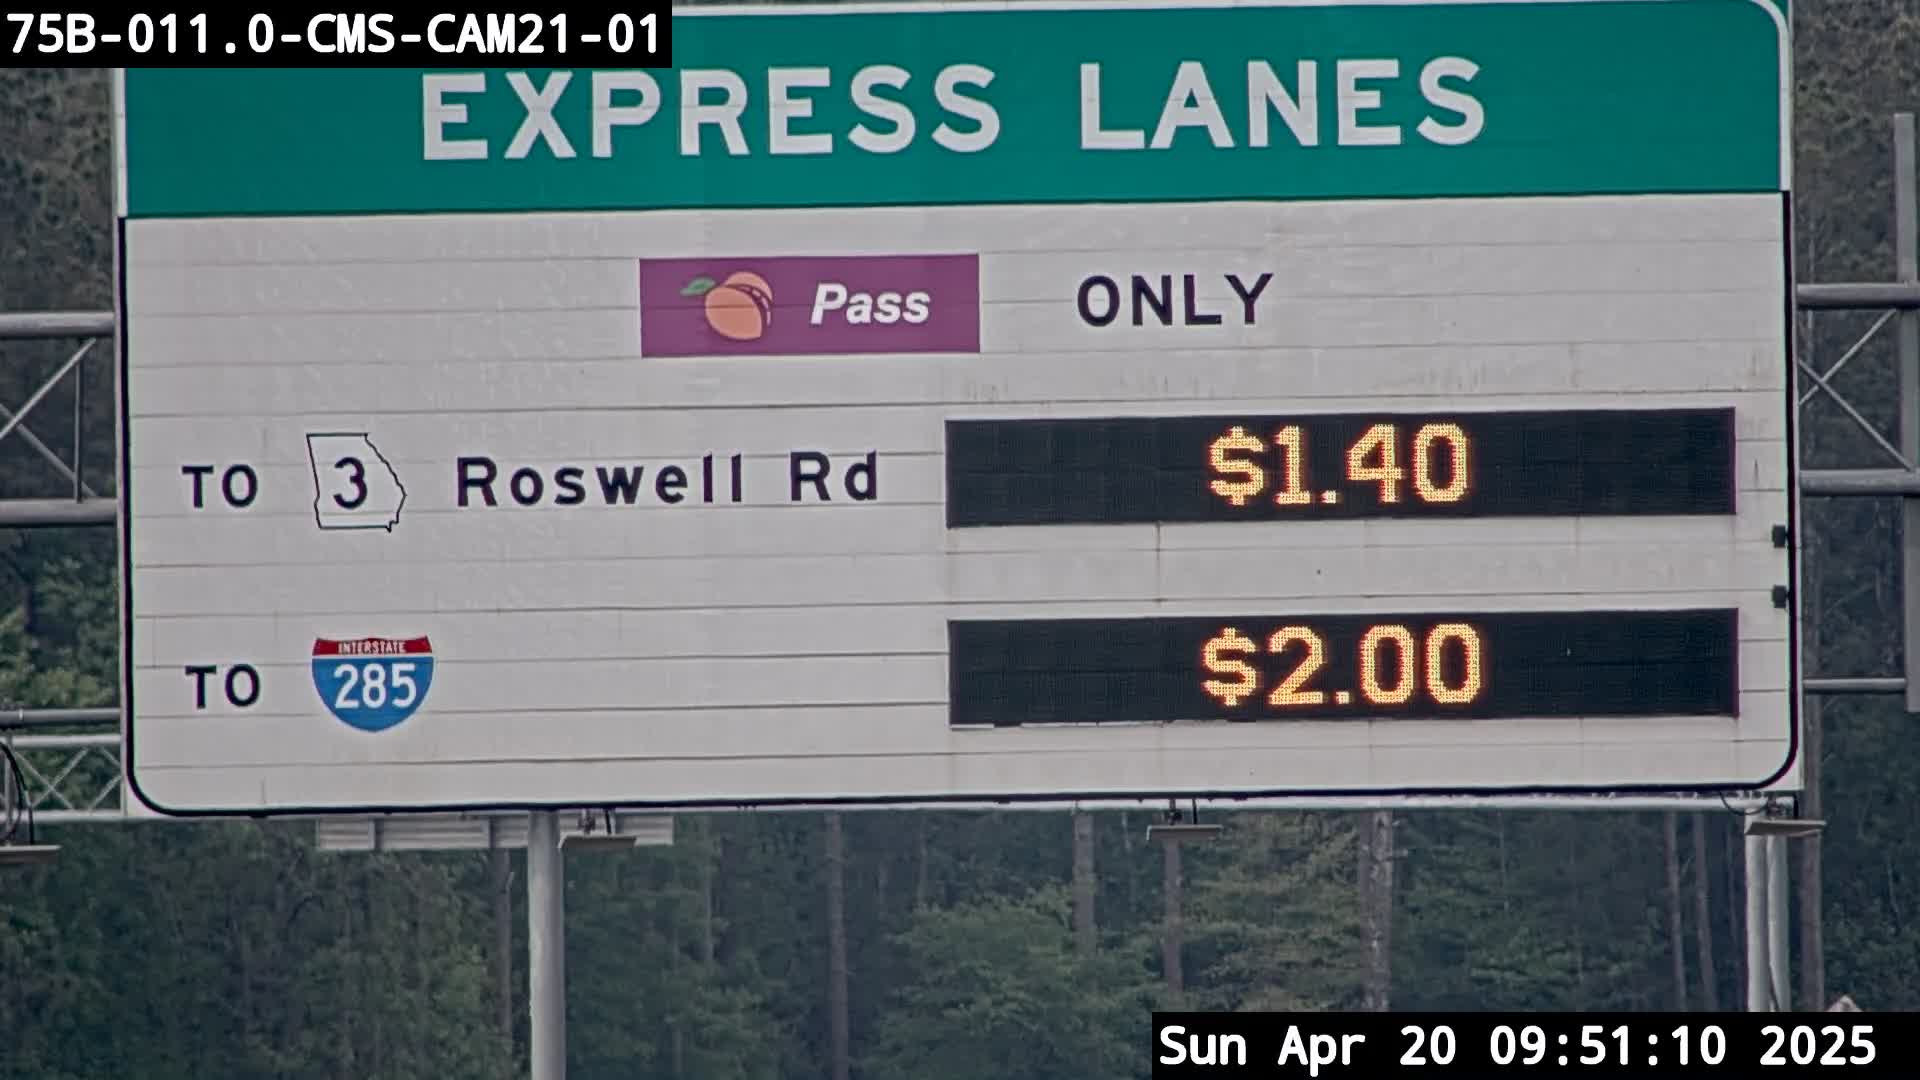 75B-011.0-CMS-CAM21-01
EXPRESS LANES
Pass ONLY
TO 3 Roswell Rd $1.40
TO INTERSTATE 285 $2.00
Sun Apr 20 09:51:10 2025